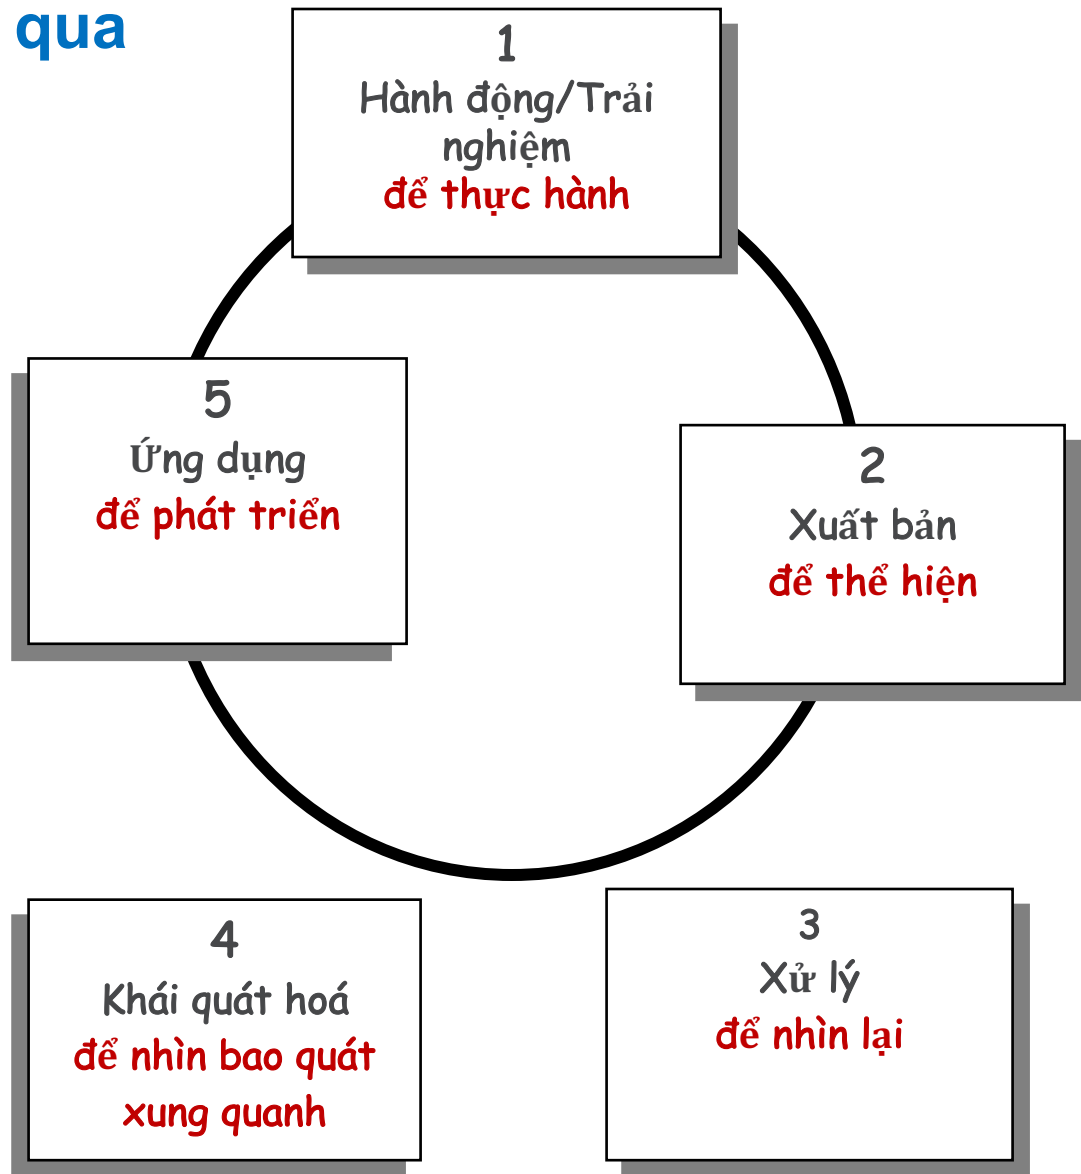 qua
1
Hành động/Trải
nghiệm
để thực hành
5
Ứng dụng
để phát triển
2
Xuất bản
để thể hiện
4
Khái quát hoá
để nhìn bao quát
xung quanh
3
Xử lý
để nhìn lại